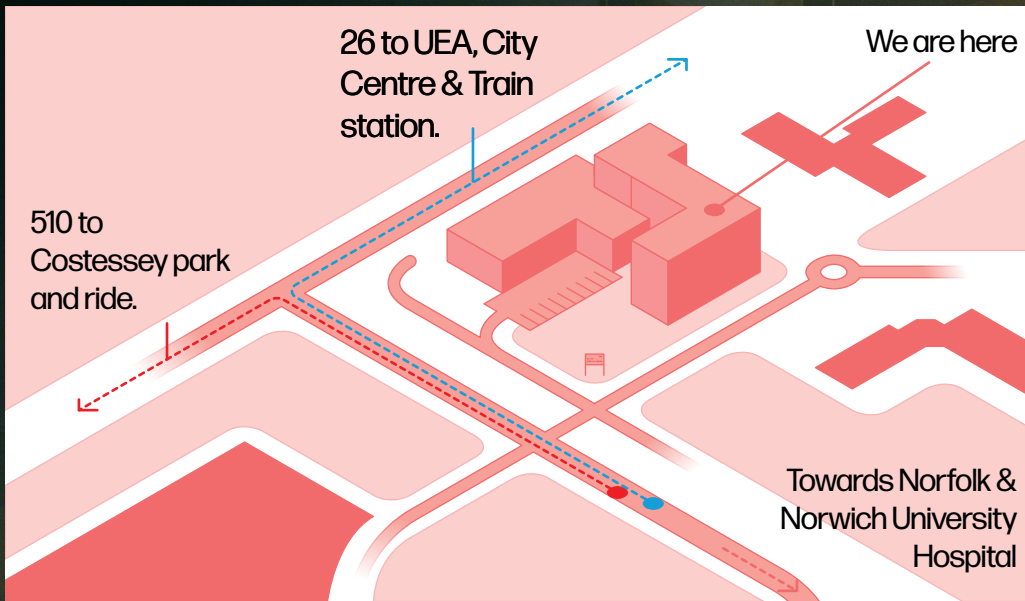 26 to UEA, City
Centre & Train
station.
We are here
510 to
Costessey park
and ride.
Towards Norfolk &
Norwich University
Hospital